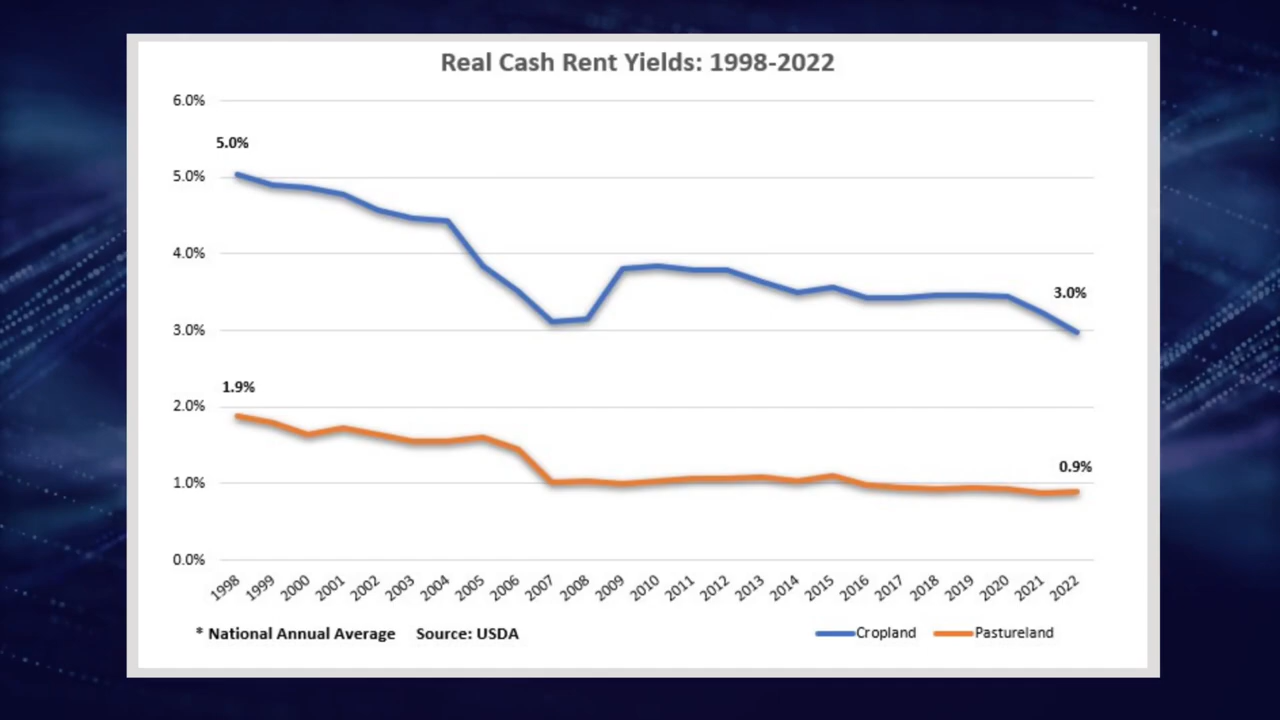 Real Cash Rent Yields: 1998-2022
6.0%
5.0%
5.0%
4.0%
3.0%
3.0%
1.9%
2.0%
0.9%
1.0%
0.0%
1998 1999 2000 2001 2002 2003 2004 2005 2006 2007 2008 2009 2010 2011 2012 2013 2014 2015 2016 2017 2018 2019 2020 2021 2022
* National Annual Average Source: USDA
Cropland Pastureland